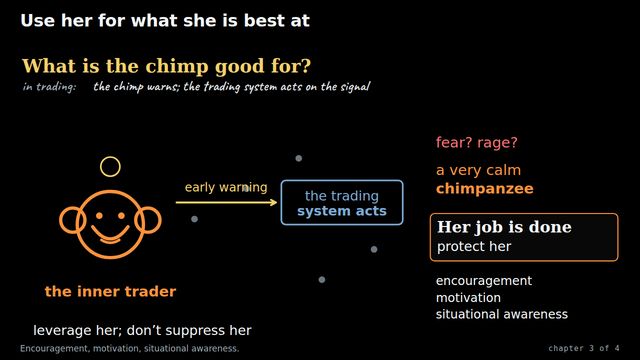 Use her for what she is best at
What is the chimp good for?
in trading: the chimp warns; the trading system acts on the signal
fear? rage?
a very calm
chimpanzee
early warning
the trading
system acts
Her job is done
protect her
the inner trader
encouragement
motivation
situational awareness
leverage her; don’t suppress her
Encouragement, motivation, situational awareness.
chapter 3 of 4